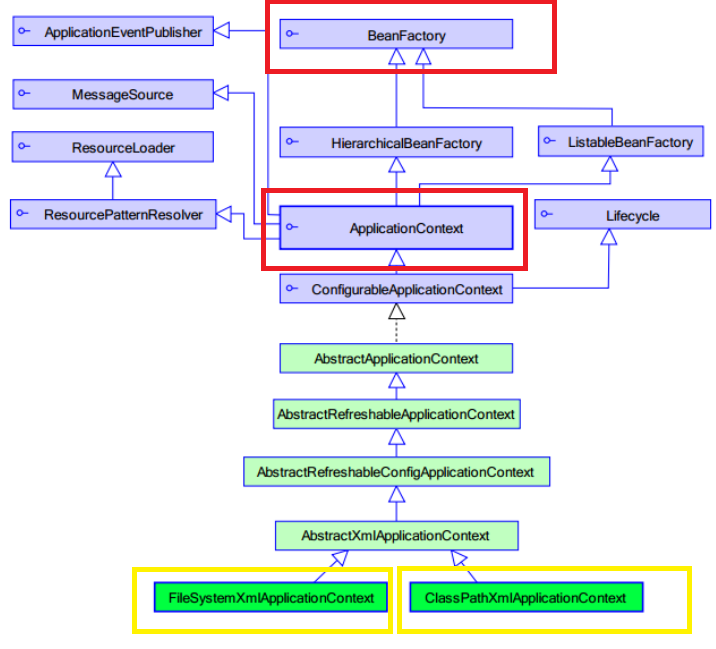 ApplicationEventPublisher
BeanFactory
MessageSource
ResourceLoader
HierarchicalBeanFactory
ListableBeanFactory
ResourcePatternResolver
ApplicationContext
Lifecycle
ConfigurableApplicationContext
AbstractApplicationContext
AbstractRefreshableApplicationContext
AbstractRefreshableConfigApplicationContext
AbstractXmlApplicationContext
FileSystemXmlApplicationContext
ClassPathXmlApplicationContext